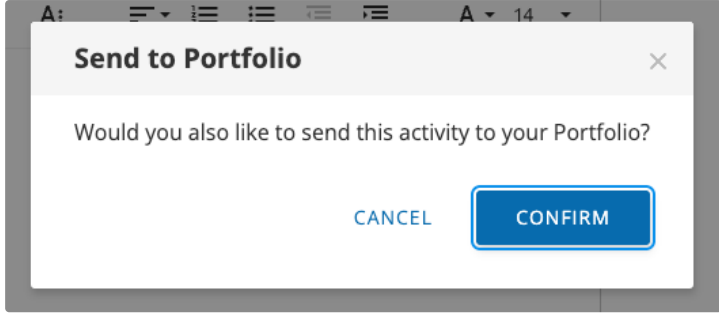 A: A 14
Send to Portfolio
Would you also like to send this activity to your Portfolio?
CANCEL CONFIRM